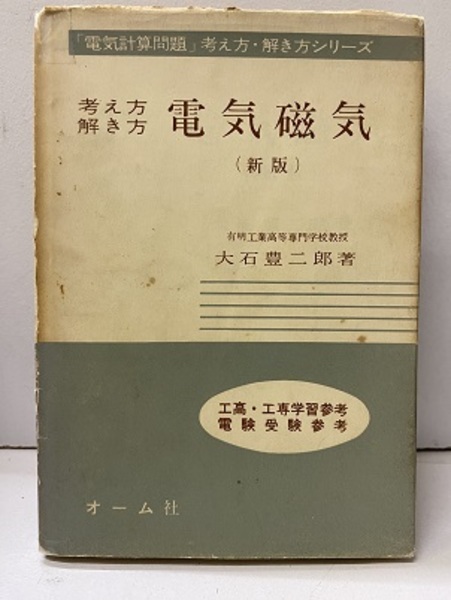 「電気計算問題」考え方・解き方シリーズ
考え方
解き方
電気磁気
(新版)
有明工業高等専門学校教授
大石豊二郎著
工高・工専学習参考
電験受験参考
オーム社